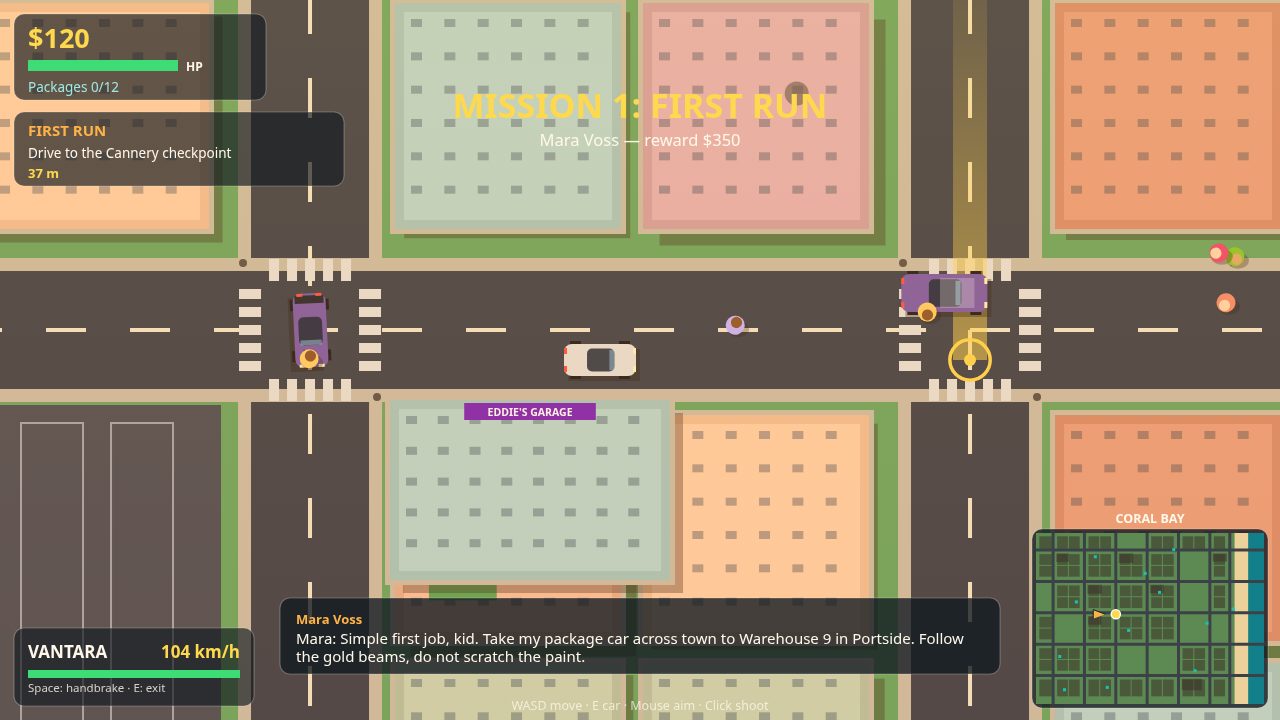 $120
HP
Packages 0/12
FIRST RUN
Drive to the Cannery checkpoint
37 m
MISSION 1: FIRST RUN
Mara Voss — reward $350
EDDIE'S GARAGE
CORAL BAY
Mara Voss
Mara: Simple first job, kid. Take my package car across town to Warehouse 9 in Portside. Follow
the gold beams, do not scratch the paint.
VANTARA 104 km/h
Space: handbrake · E: exit
WASD move · E car · Mouse aim · Click shoot